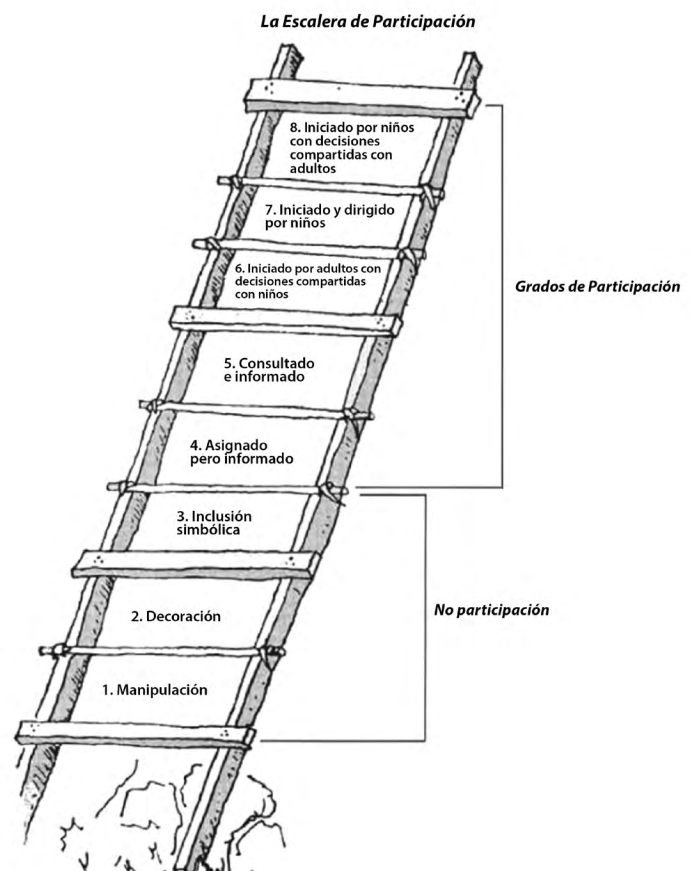 La Escalera de Participación
8. Iniciado por niños
con decisiones
compartidas con
adultos
7. Iniciado y dirigido
por niños
6. Iniciado por adultos con
decisiones compartidas
con niños
Grados de Participación
5. Consultado
e informado
4. Asignado
pero informado
3. Inclusión
simbólica
No participación
2. Decoración
1. Manipulación